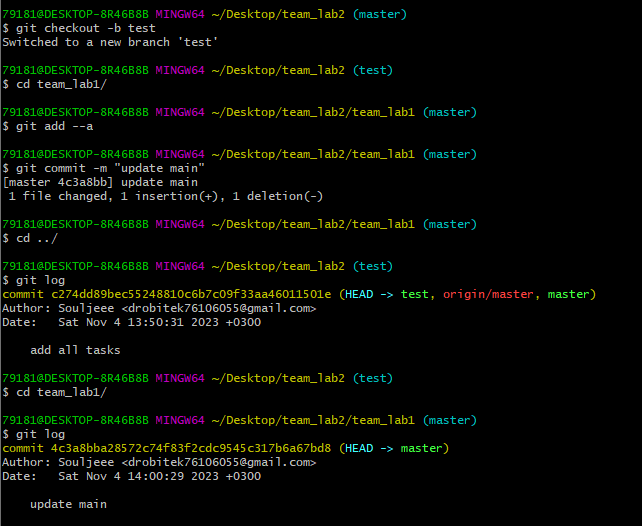 79181@DESKTOP-8R46B8B MINGW64 ~/Desktop/team_lab2 (master)
$ git checkout -b test
Switched to a new branch 'test'
79181@DESKTOP-8R46B8B MINGW64 ~/Desktop/team_lab2 (test)
$ cd team_lab1/
79181@DESKTOP-8R46B8B MINGW64 ~/Desktop/team_lab2/team_lab1 (master)
$ git add --a
79181@DESKTOP-8R46B8B MINGW64 ~/Desktop/team_lab2/team_lab1 (master)
$ git commit -m "update main"
[master 4c3a8bb] update main
1 file changed, 1 insertion(+), 1 deletion(-)
79181@DESKTOP-8R46B8B MINGW64 ~/Desktop/team_lab2/team_lab1 (master)
$ cd ../
79181@DESKTOP-8R46B8B MINGW64 ~/Desktop/team_lab2 (test)
$ git log
commit c274dd89bec55248810c6b7c09f33aa46011501e (HEAD -> test, origin/master, master)
Author: Souljeee <drobitek76106055@gmail.com>
Date:   Sat Nov 4 13:50:31 2023 +0300
add all tasks
79181@DESKTOP-8R46B8B MINGW64 ~/Desktop/team_lab2 (test)
$ cd team_lab1/
79181@DESKTOP-8R46B8B MINGW64 ~/Desktop/team_lab2/team_lab1 (master)
$ git log
commit 4c3a8bba28572c74f83f2cdc9545c317b6a67bd8 (HEAD -> master)
Author: Souljeee <drobitek76106055@gmail.com>
Date:   Sat Nov 4 14:00:29 2023 +0300
update main